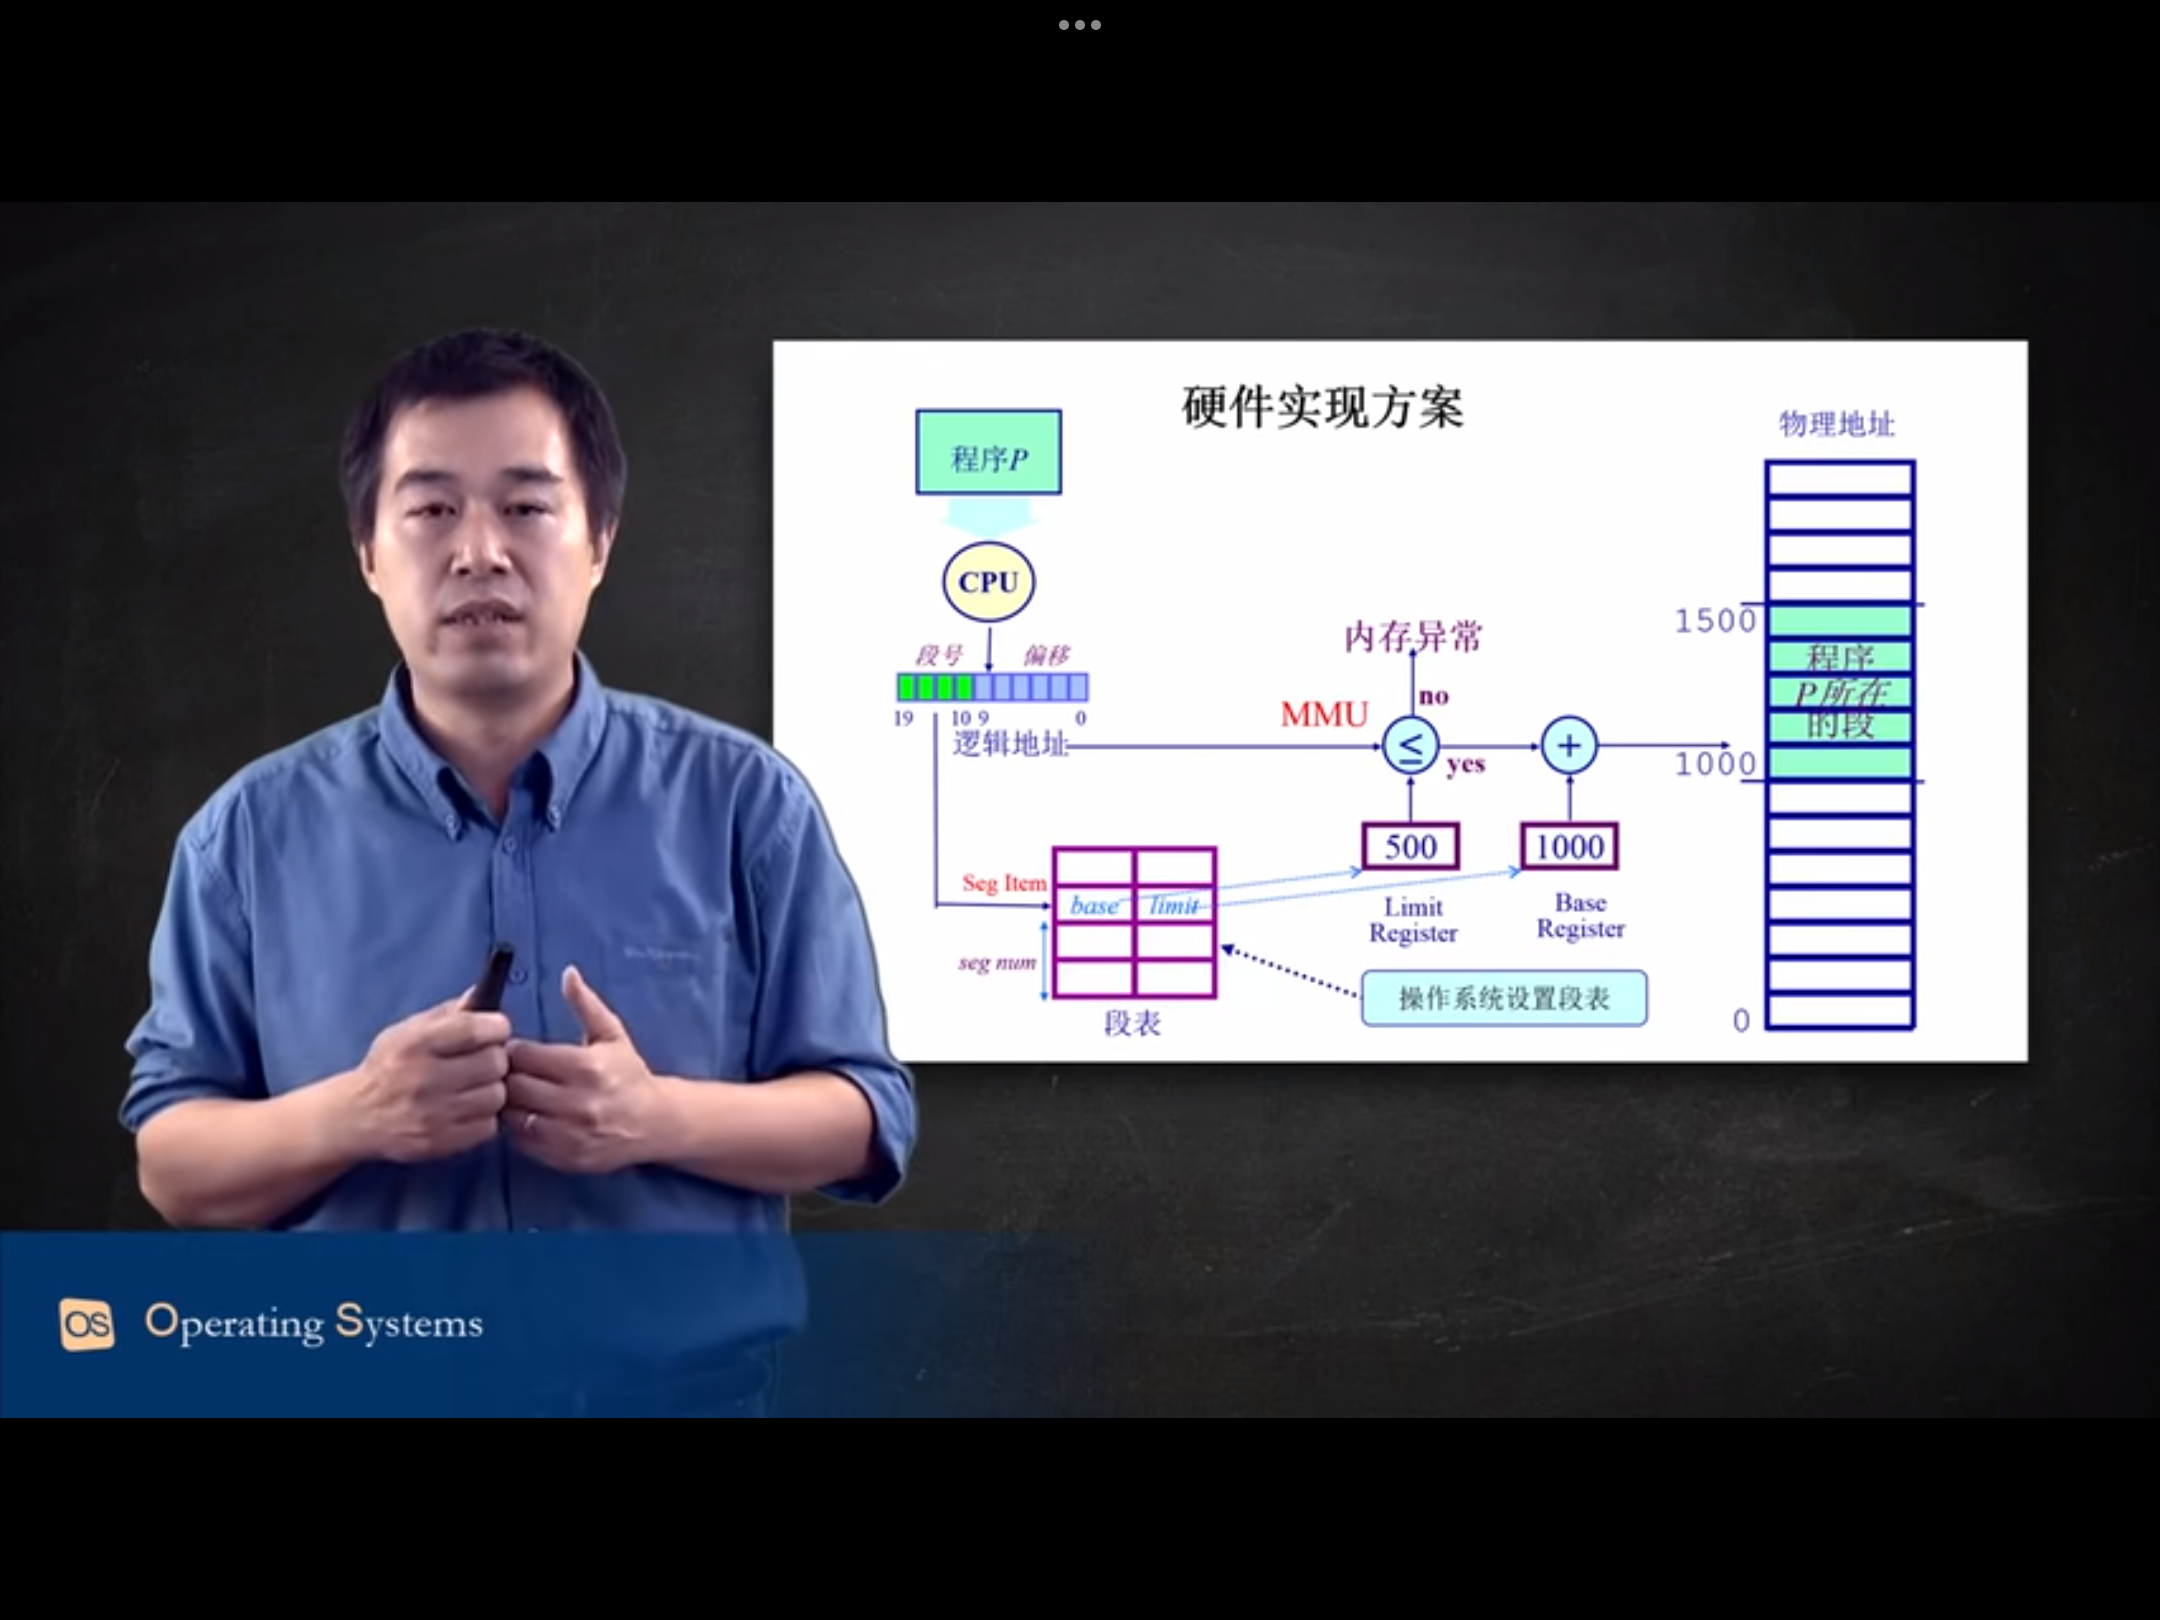 硬件实现方案
物理地址
程序P
CPU
段号
偏移
19
10
9
0
逻辑地址
MMU
内存异常
no
≤
yes
+
1500
程序
P所在
的段
1000
0
500
1000
Limit
Register
Base
Register
Seg Item
base
limit
seg num
段表
操作系统设置段表
OS
Operating Systems